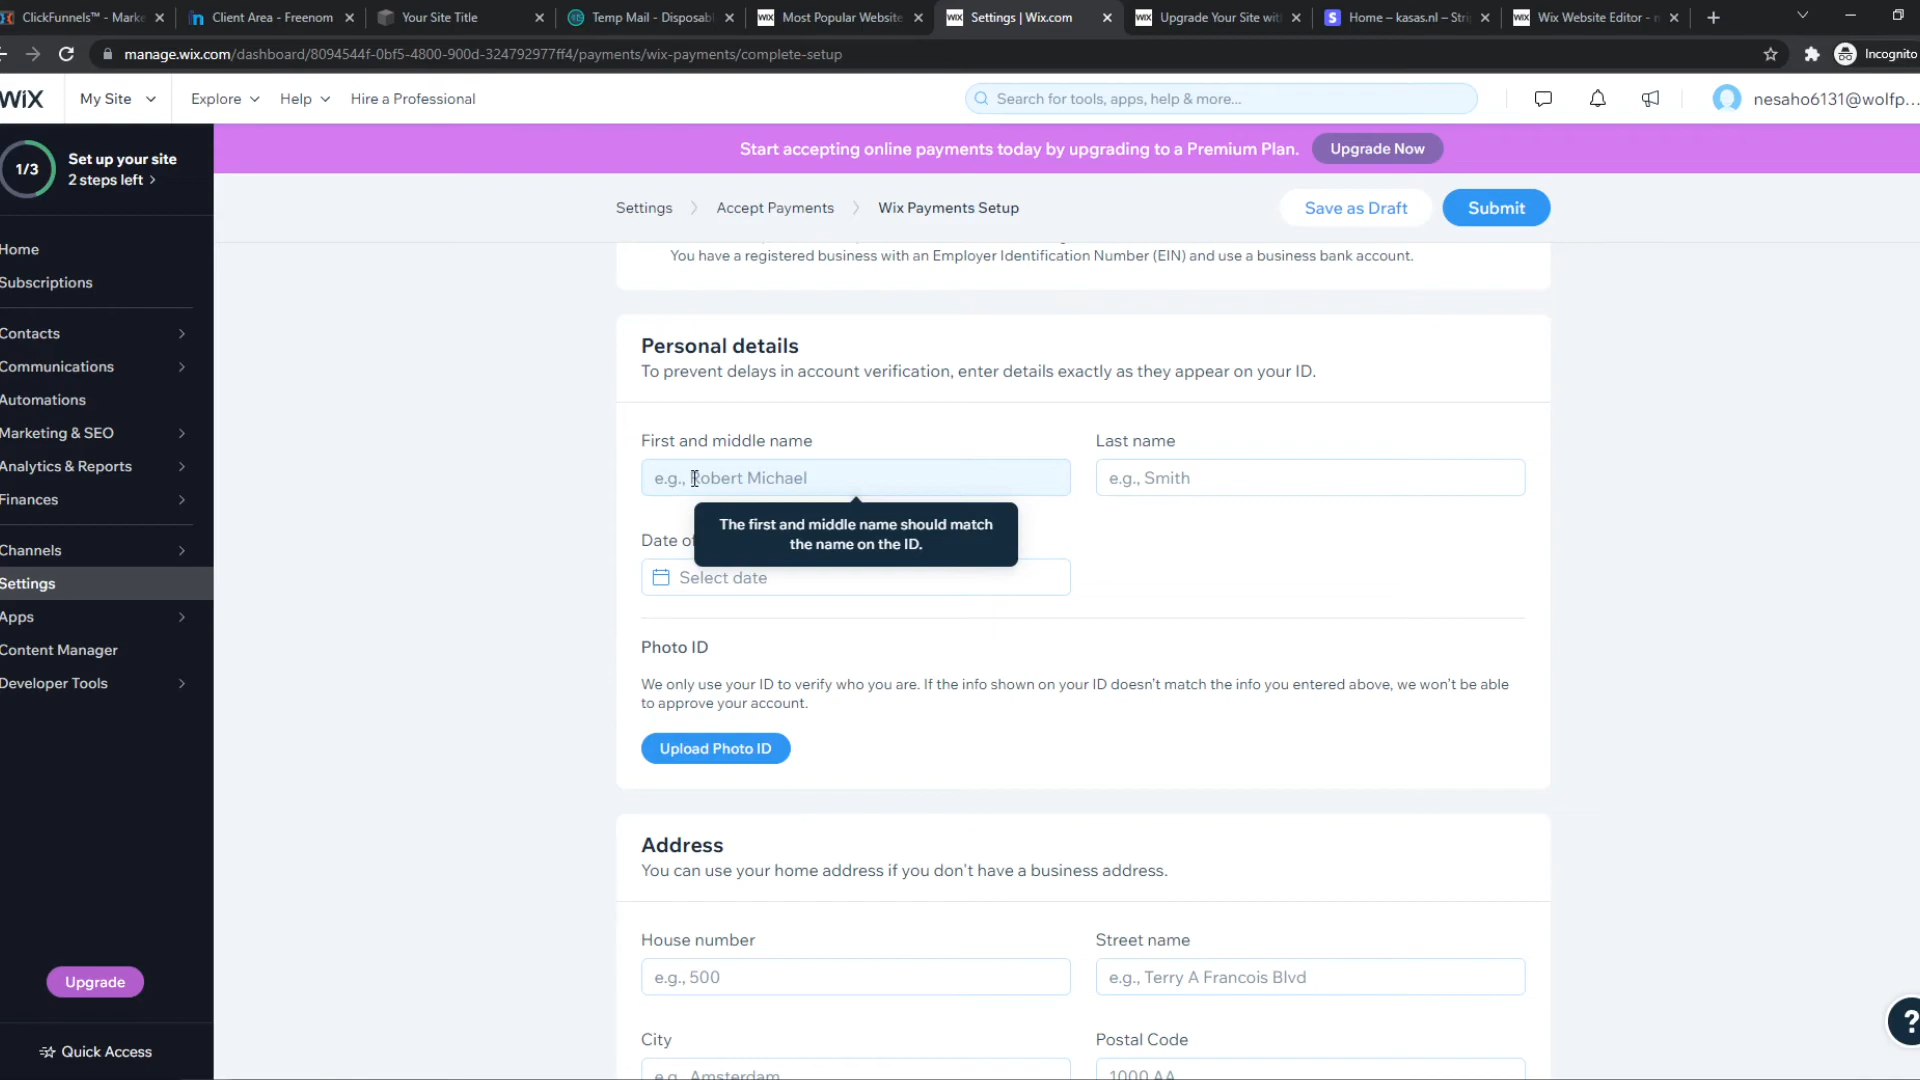 ClickFunnels™ - Marke
Client Area - Freenom
Your Site Title
Temp Mail - Disposabl
Most Popular Website
Settings | Wix.com
Upgrade Your Site wit
Home – kasas.nl – Stri
Wix Website Editor - n
manage.wix.com/dashboard/8094544f-0bf5-4800-900d-324792977ff4/payments/wix-payments/complete-setup
Incognito
WiX
My Site
Explore
Help
Hire a Professional
Search for tools, apps, help & more...
nesaho6131@wolfp...
1/3
Set up your site
2 steps left
Start accepting online payments today by upgrading to a Premium Plan.
Upgrade Now
Settings
Accept Payments
Wix Payments Setup
Save as Draft
Submit
Home
Subscriptions
Contacts
Communications
Automations
Marketing & SEO
Analytics & Reports
Finances
Channels
Settings
Apps
Content Manager
Developer Tools
Upgrade
Quick Access
You have a registered business with an Employer Identification Number (EIN) and use a business bank account.
Personal details
To prevent delays in account verification, enter details exactly as they appear on your ID.
First and middle name
Last name
e.g., Robert Michael
e.g., Smith
The first and middle name should match
the name on the ID.
Date of
Select date
Photo ID
We only use your ID to verify who you are. If the info shown on your ID doesn't match the info you entered above, we won't be able
to approve your account.
Upload Photo ID
Address
You can use your home address if you don't have a business address.
House number
Street name
e.g., 500
e.g., Terry A Francois Blvd
City
Postal Code
e.g., Amsterdam
1000 AA
?